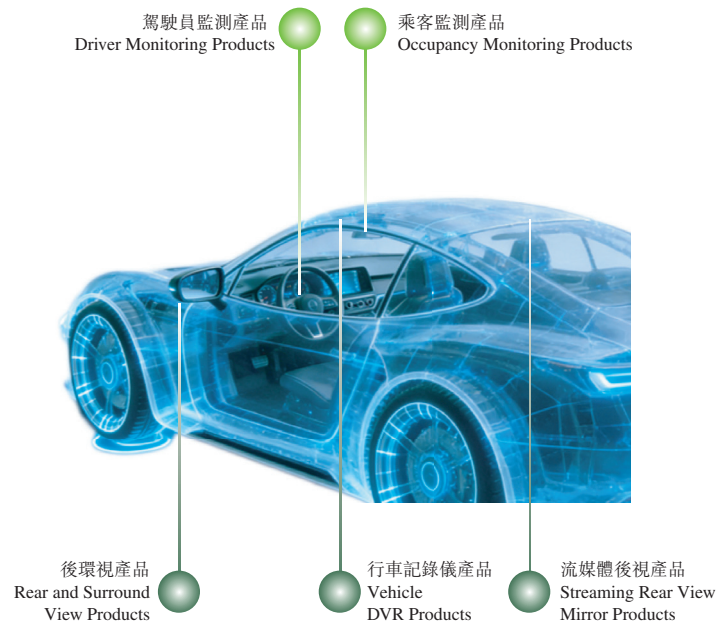 駕駛員監測產品
Driver Monitoring Products
乘客監測產品
Occupancy Monitoring Products
後環視產品
Rear and Surround
View Products
行車記錄儀產品
Vehicle
DVR Products
流媒體後視產品
Streaming Rear View
Mirror Products